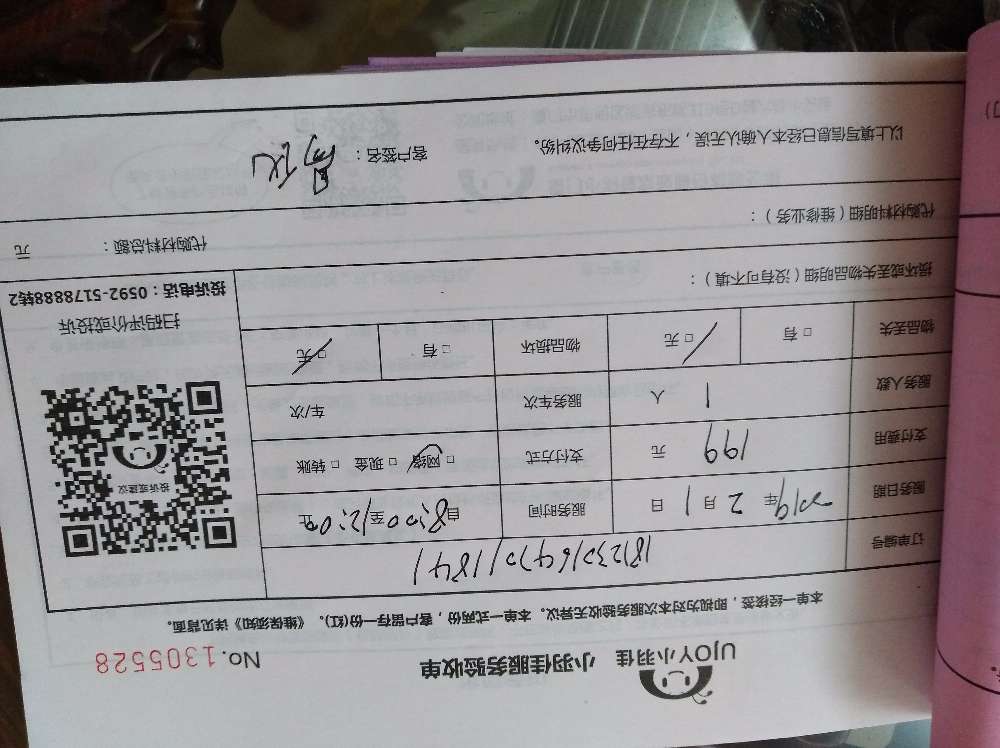 UJOY小羽佳 小羽佳服务验收单 No.1305528
本单一经接签，即视为对本次服务验收无异议。本单一式两份，客户留存一份(红)。《维保须知》详见背面。
订单编号 181230164701841
服务日期 2019年2月1日 服务时间 自8:00至12:00止
支付费用 199元 支付方式 □网络 □现金 □转账
服务人数 1人 服务车次 车/次
物品丢失 □有 □无 物品损坏 □有 □无
投诉或建议
扫码评价或投诉
投诉电话：0592-5178888转2
损坏或丢失物品明细（没有可不填）：
代购材料明细（维修业务）： 代购材料总额： 元
以上填写信息已经本人确认无误，不存在任何争议纠纷。 客户签名：